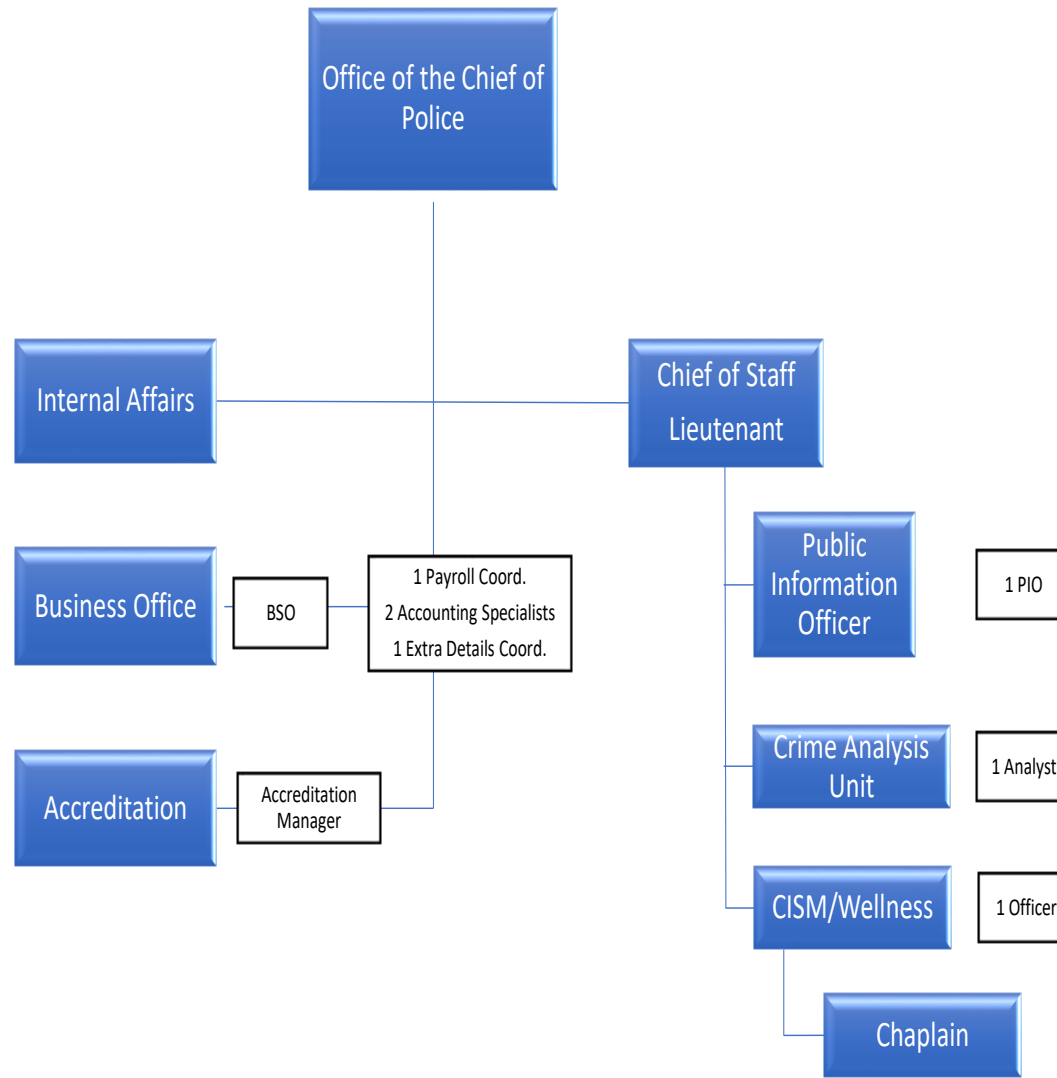 Office of the Chief of
Police
Internal Affairs
Chief of Staff
Lieutenant
Business Office
BSO
1 Payroll Coord.
2 Accounting Specialists
1 Extra Details Coord.
Public
Information
Officer
1 PIO
Accreditation
Accreditation
Manager
Crime Analysis
Unit
1 Analyst
CISM/Wellness
1 Officer
Chaplain